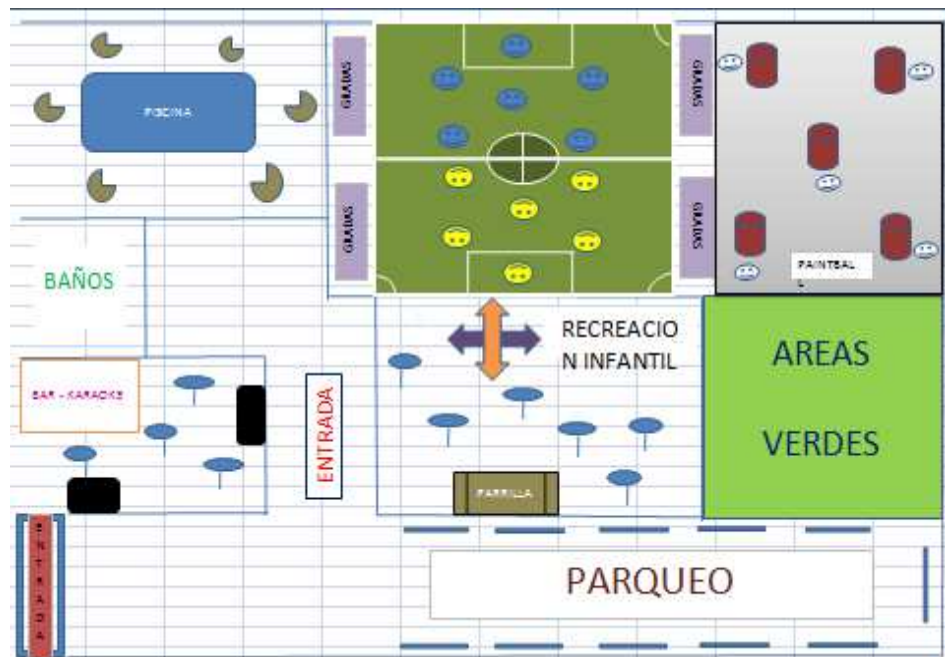 PISCINA
GRADAS
GRADAS
GRADAS
GRADAS
PAINTBAL
L
BAÑOS
RECREACIO
N INFANTIL
AREAS
VERDES
BAR - KARAOKE
ENTRADA
PARRILLA
ENTRADA
PARQUEO